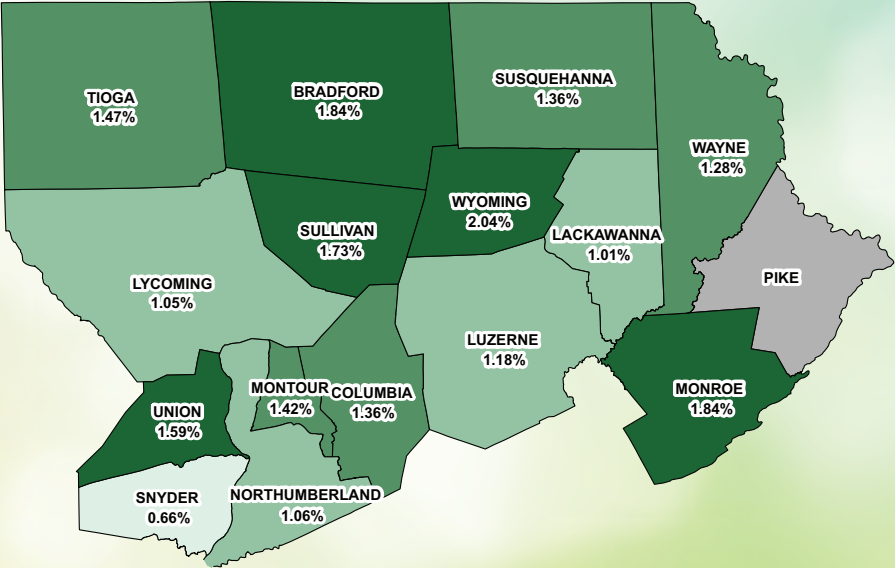 TIOGA
1.47%
BRADFORD
1.84%
SUSQUEHANNA
1.36%
WAYNE
1.28%
SULLIVAN
1.73%
WYOMING
2.04%
LACKAWANNA
1.01%
LYCOMING
1.05%
PIKE
LUZERNE
1.18%
MONTOUR
1.42%
COLUMBIA
1.36%
MONROE
1.84%
UNION
1.59%
SNYDER
0.66%
NORTHUMBERLAND
1.06%